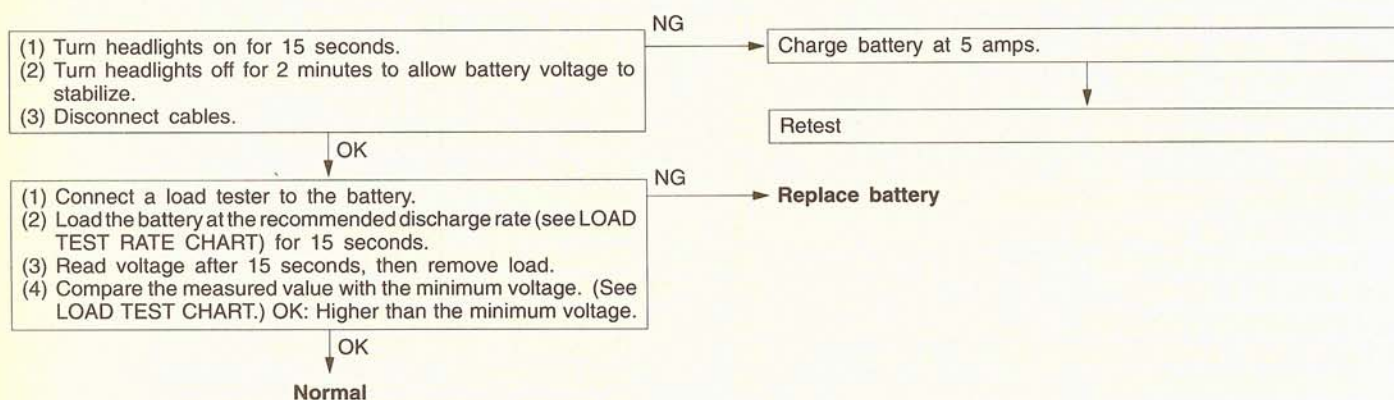 NG
(1) Turn headlights on for 15 seconds.
(2) Turn headlights off for 2 minutes to allow battery voltage to
stabilize.
(3) Disconnect cables.
Charge battery at 5 amps.
Retest
OK
NG
(1) Connect a load tester to the battery.
(2) Load the battery at the recommended discharge rate (see LOAD
TEST RATE CHART) for 15 seconds.
(3) Read voltage after 15 seconds, then remove load.
(4) Compare the measured value with the minimum voltage. (See
LOAD TEST CHART.) OK: Higher than the minimum voltage.
Replace battery
OK
Normal